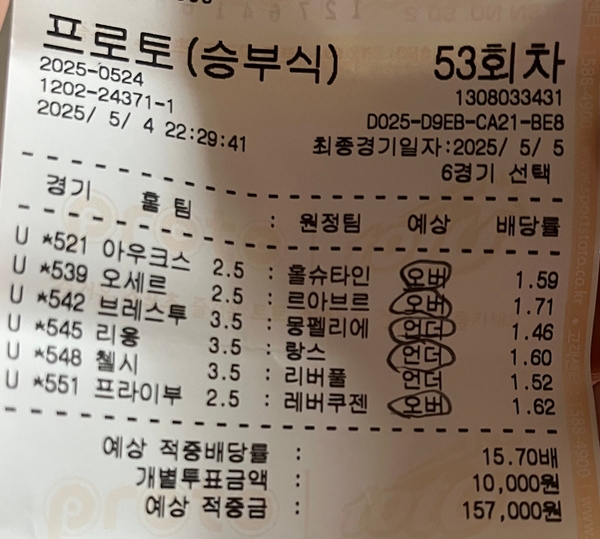 프로토 (승부식) 53회차
2025-0524 1308033431
1202-24371-1 D025-D9EB-CA21-BE8
2025/ 5/ 4 22:29:41 최종경기일자:2025/ 5/ 5
6경기 선택
경기 홈팀 : 원정팀 예상 배당률
U *521 아우크스 2.5 : 홀슈타인 오버 1.59
U *539 오세르 2.5 : 르아브르 오버 1.71
U *542 브레스투 3.5 : 몽펠리에 언더 1.46
U *545 리옹 3.5 : 랑스 언더 1.60
U *548 첼시 3.5 : 리버풀 언더 1.52
U *551 프라이부 2.5 : 레버쿠젠 오버 1.62
예상 적중배당률 : 15.70배
개별투표금액 : 10,000원
예상 적중금 : 157,000원